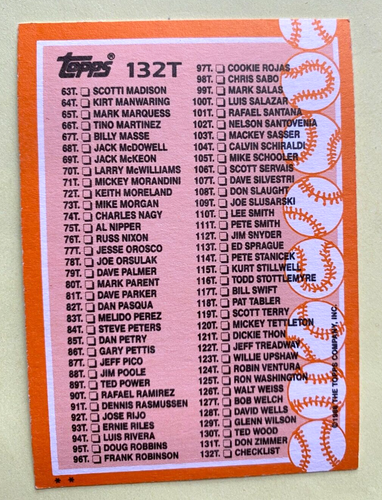 Topps® 132T
63T. SCOTTI MADISON
64T. KIRT MANWARING
65T. MARK MARQUESS
66T. TINO MARTINEZ
67T. BILLY MASSE
68T. JACK McDOWELL
69T. JACK McKEON
70T. LARRY McWILLIAMS
71T. MICKEY MORANDINI
72T. KEITH MORELAND
73T. MIKE MORGAN
74T. CHARLES NAGY
75T. AL NIPPER
76T. RUSS NIXON
77T. JESSE OROSCO
78T. JOE ORSULAK
79T. DAVE PALMER
80T. MARK PARENT
81T. DAVE PARKER
82T. DAN PASQUA
83T. MELIDO PEREZ
84T. STEVE PETERS
85T. DAN PETRY
86T. GARY PETTIS
87T. JEFF PICO
88T. JIM POOLE
89T. TED POWER
90T. RAFAEL RAMIREZ
91T. DENNIS RASMUSSEN
92T. JOSE RIJO
93T. ERNIE RILES
94T. LUIS RIVERA
95T. DOUG ROBBINS
96T. FRANK ROBINSON
97T. COOKIE ROJAS
98T. CHRIS SABO
99T. MARK SALAS
100T. LUIS SALAZAR
101T. RAFAEL SANTANA
102T. NELSON SANTOVENIA
103T. MACKEY SASSER
104T. CALVIN SCHIRALDI
105T. MIKE SCHOOLER
106T. SCOTT SERVAIS
107T. DAVE SILVESTRI
108T. DON SLAUGHT
109T. JOE SLUSARSKI
110T. LEE SMITH
111T. PETE SMITH
112T. JIM SNYDER
113T. ED SPRAGUE
114T. PETE STANICEK
115T. KURT STILLWELL
116T. TODD STOTTLEMYRE
117T. BILL SWIFT
118T. PAT TABLER
119T. SCOTT TERRY
120T. MICKEY TETTLETON
121T. DICKIE THON
122T. JEFF TREADWAY
123T. WILLIE UPSHAW
124T. ROBIN VENTURA
125T. RON WASHINGTON
126T. WALT WEISS
127T. BOB WELCH
128T. DAVID WELLS
129T. GLENN WILSON
130T. TED WOOD
131T. DON ZIMMER
132T. CHECKLIST
THE TOPPS COMPANY, INC.
* *